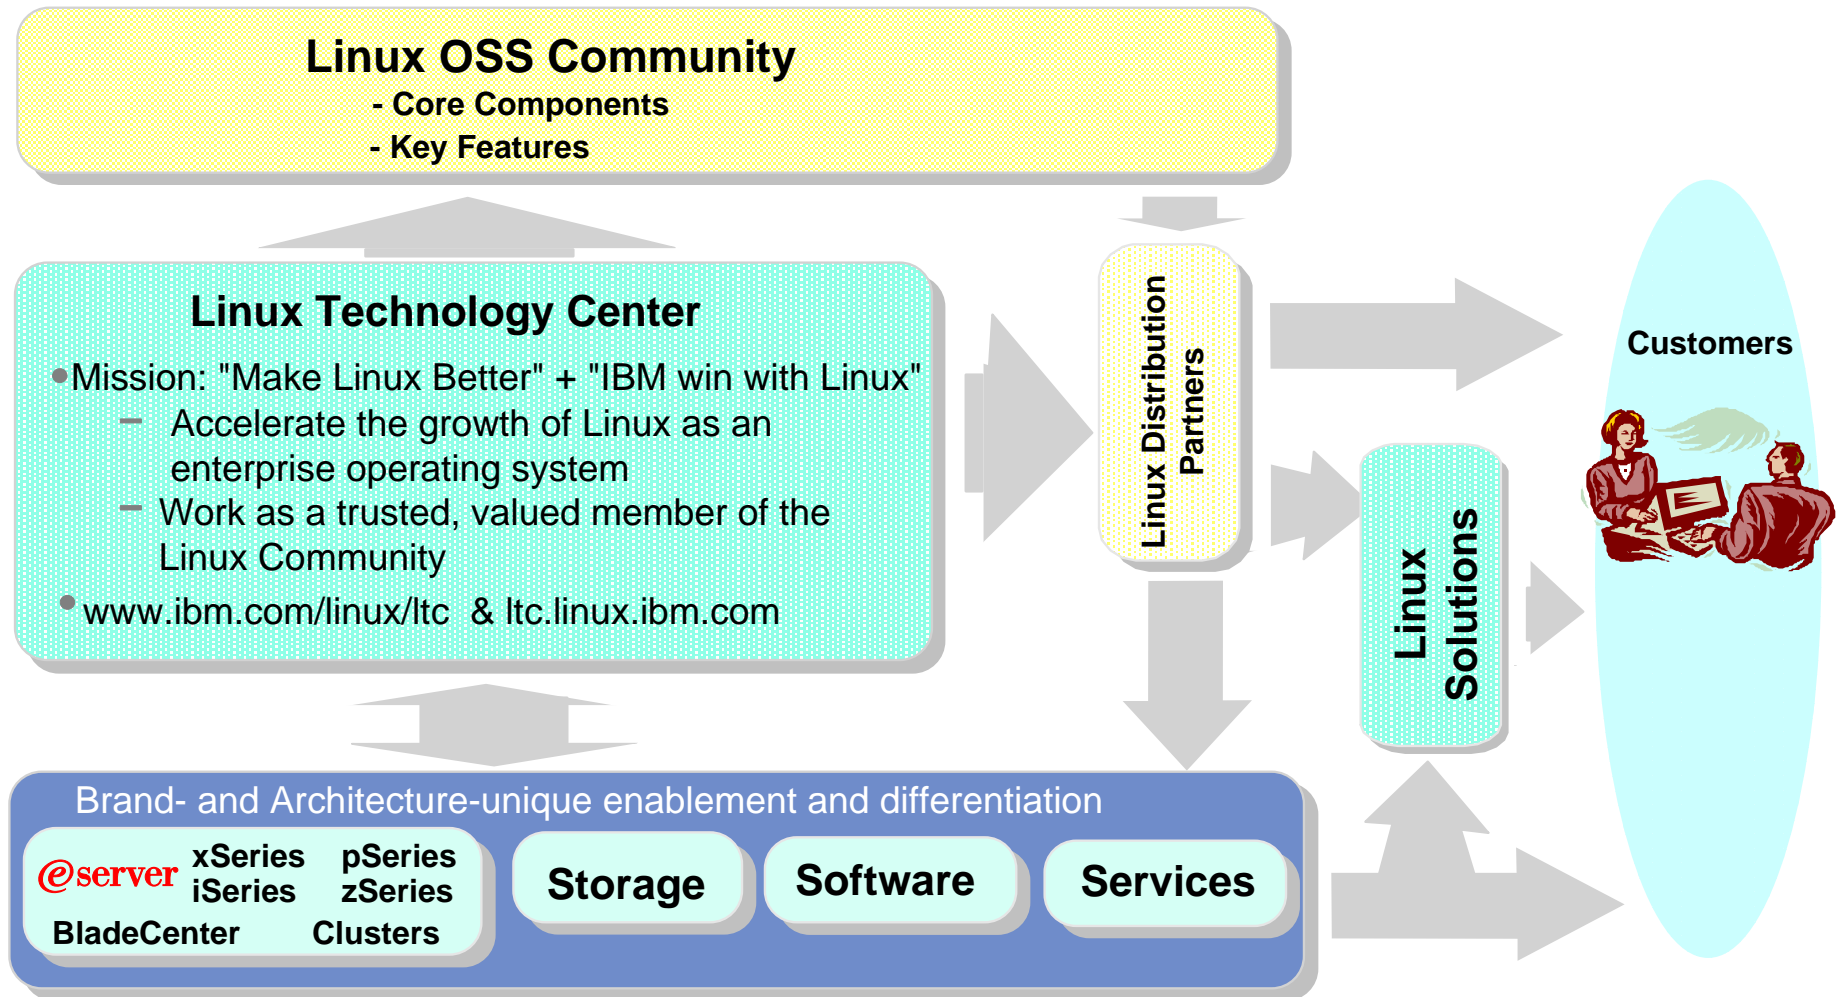 Linux OSS Community
- Core Components
- Key Features
Linux Technology Center
•Mission: "Make Linux Better" + "IBM win with Linux"
– Accelerate the growth of Linux as an
enterprise operating system
– Work as a trusted, valued member of the
Linux Community
•www.ibm.com/linux/ltc & ltc.linux.ibm.com
Linux Distribution
Partners
Linux
Solutions
Customers
Brand- and Architecture-unique enablement and differentiation
eserver
xSeries pSeries
iSeries zSeries
BladeCenter Clusters
Storage
Software
Services